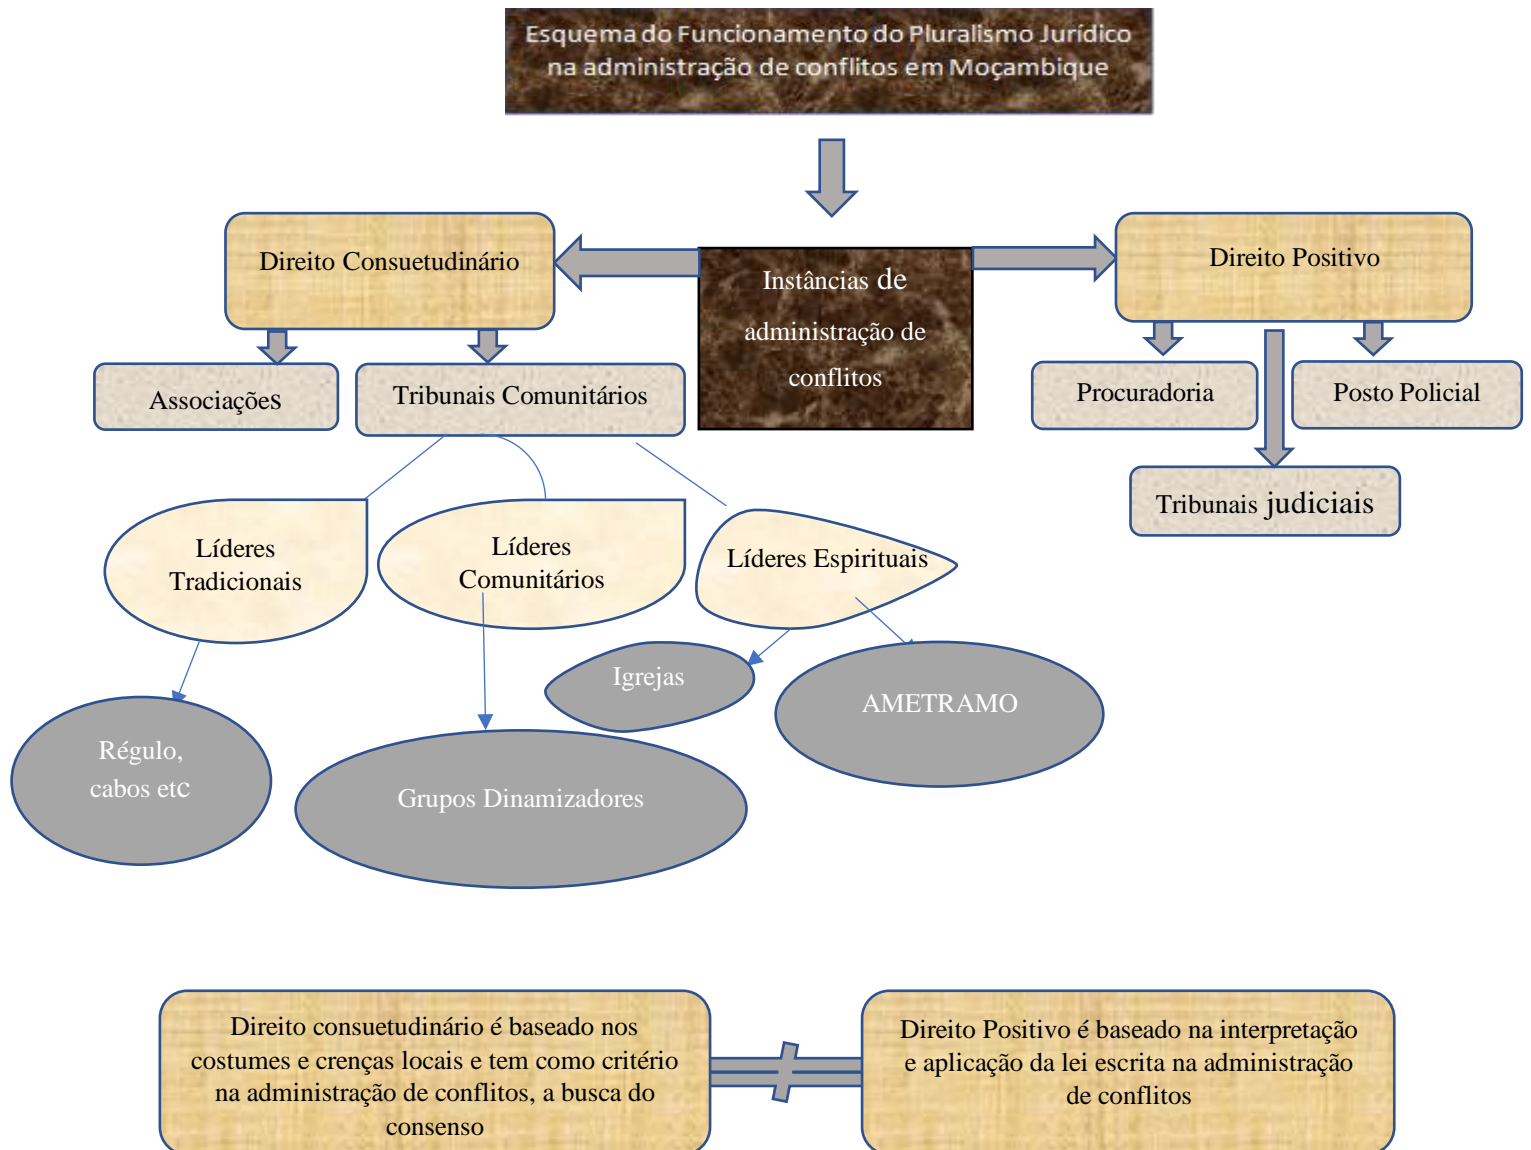 Esquema do Funcionamento do Pluralismo Jurídico
na administração de conflitos em Moçambique
Direito Consuetudinário
Instâncias de
administração de
conflitos
Direito Positivo
Associações
Tribunais Comunitários
Procuradoria
Posto Policial
Tribunais judiciais
Líderes
Tradicionais
Líderes
Comunitários
Líderes Espirituais
Igrejas
AMETRAMO
Régulo,
cabos etc
Grupos Dinamizadores
Direito consuetudinário é baseado nos
costumes e crenças locais e tem como critério
na administração de conflitos, a busca do
consenso
Direito Positivo é baseado na interpretação
e aplicação da lei escrita na administração
de conflitos